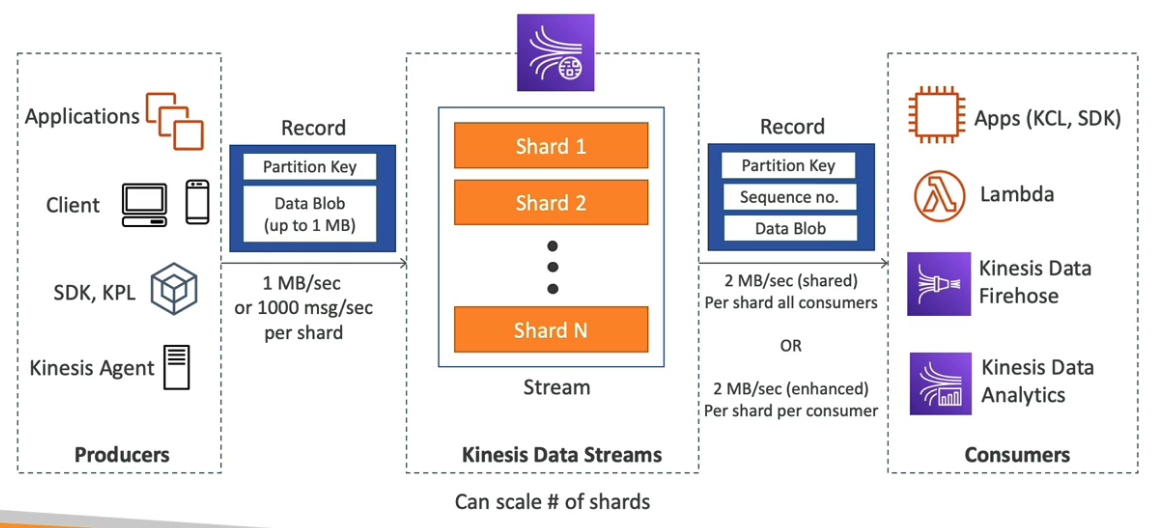 Applications
Client
SDK, KPL
Kinesis Agent
Producers
Record
Partition Key
Data Blob
(up to 1 MB)
1 MB/sec
or 1000 msg/sec
per shard
Shard 1
Shard 2
Shard N
Stream
Kinesis Data Streams
Can scale # of shards
Record
Partition Key
Sequence no.
Data Blob
2 MB/sec (shared)
Per shard all consumers
OR
2 MB/sec (enhanced)
Per shard per consumer
Apps (KCL, SDK)
Lambda
Kinesis Data
Firehose
Kinesis Data
Analytics
Consumers